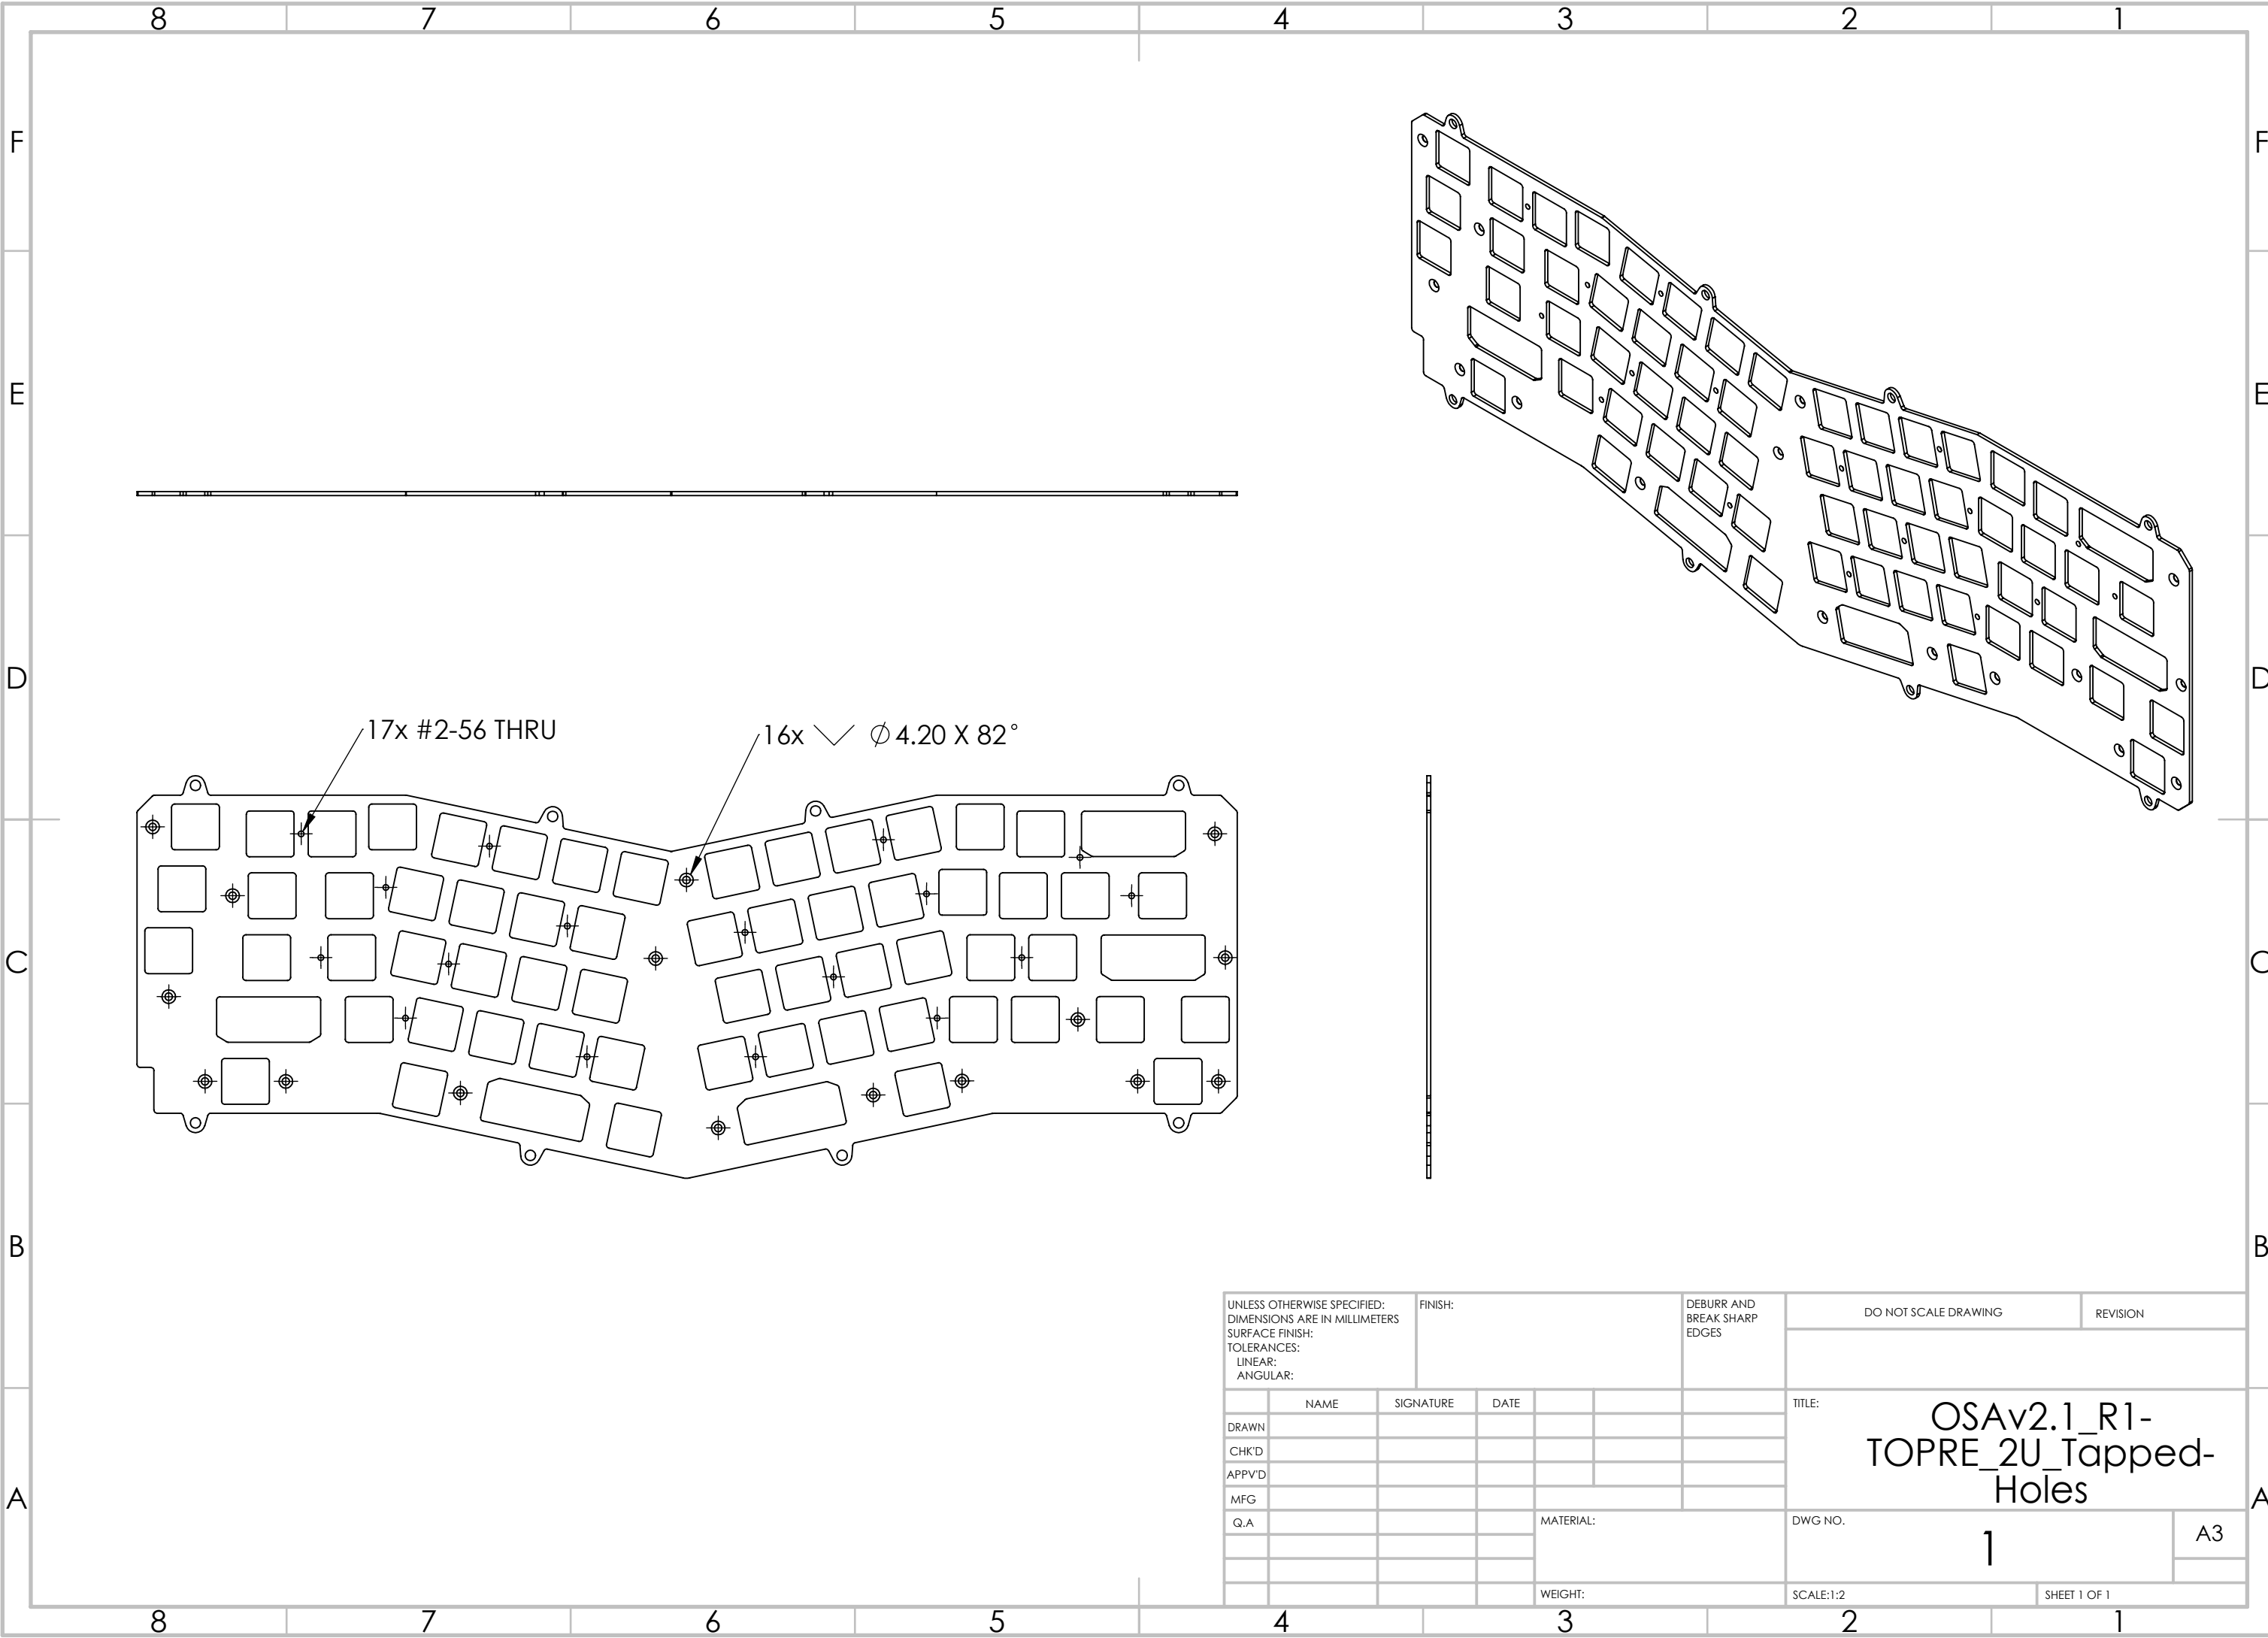 8 7 6 5 4 3 2 1
F F
E E
D D
17x #2-56 THRU
16x ⌵ ⌀ 4.20 X 82°
C C
B B
UNLESS OTHERWISE SPECIFIED:
DIMENSIONS ARE IN MILLIMETERS
SURFACE FINISH:
TOLERANCES:
LINEAR:
ANGULAR:
FINISH:
DEBURR AND
BREAK SHARP
EDGES
DO NOT SCALE DRAWING
REVISION
NAME SIGNATURE DATE
DRAWN
CHK'D
APPV'D
MFG
Q.A
TITLE:
OSAv2.1_R1-
TOPRE_2U_Tapped-
Holes
A A
MATERIAL:
DWG NO.
1
A3
WEIGHT:
SCALE:1:2
SHEET 1 OF 1
8 7 6 5 4 3 2 1